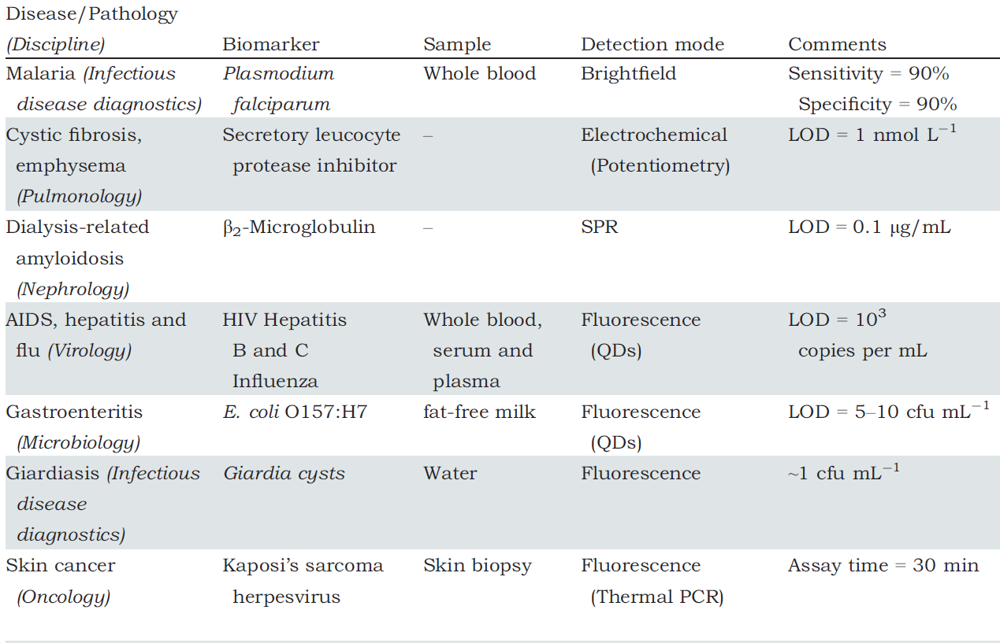 Disease/Pathology
(Discipline) Biomarker Sample Detection mode Comments
Malaria (Infectious Plasmodium Whole blood Brightfield Sensitivity = 90%
disease diagnostics) falciparum Specificity = 90%
Cystic fibrosis, Secretory leucocyte – Electrochemical LOD = 1 nmol L⁻¹
emphysema protease inhibitor (Potentiometry)
(Pulmonology)
Dialysis-related β₂-Microglobulin – SPR LOD = 0.1 μg/mL
amyloidosis
(Nephrology)
AIDS, hepatitis and HIV Hepatitis Whole blood, Fluorescence LOD = 10³
flu (Virology) B and C serum and (QDs) copies per mL
Influenza plasma
Gastroenteritis E. coli O157:H7 fat-free milk Fluorescence LOD = 5–10 cfu mL⁻¹
(Microbiology) (QDs)
Giardiasis (Infectious Giardia cysts Water Fluorescence ~1 cfu mL⁻¹
disease
diagnostics)
Skin cancer Kaposi’s sarcoma Skin biopsy Fluorescence Assay time = 30 min
(Oncology) herpesvirus (Thermal PCR)